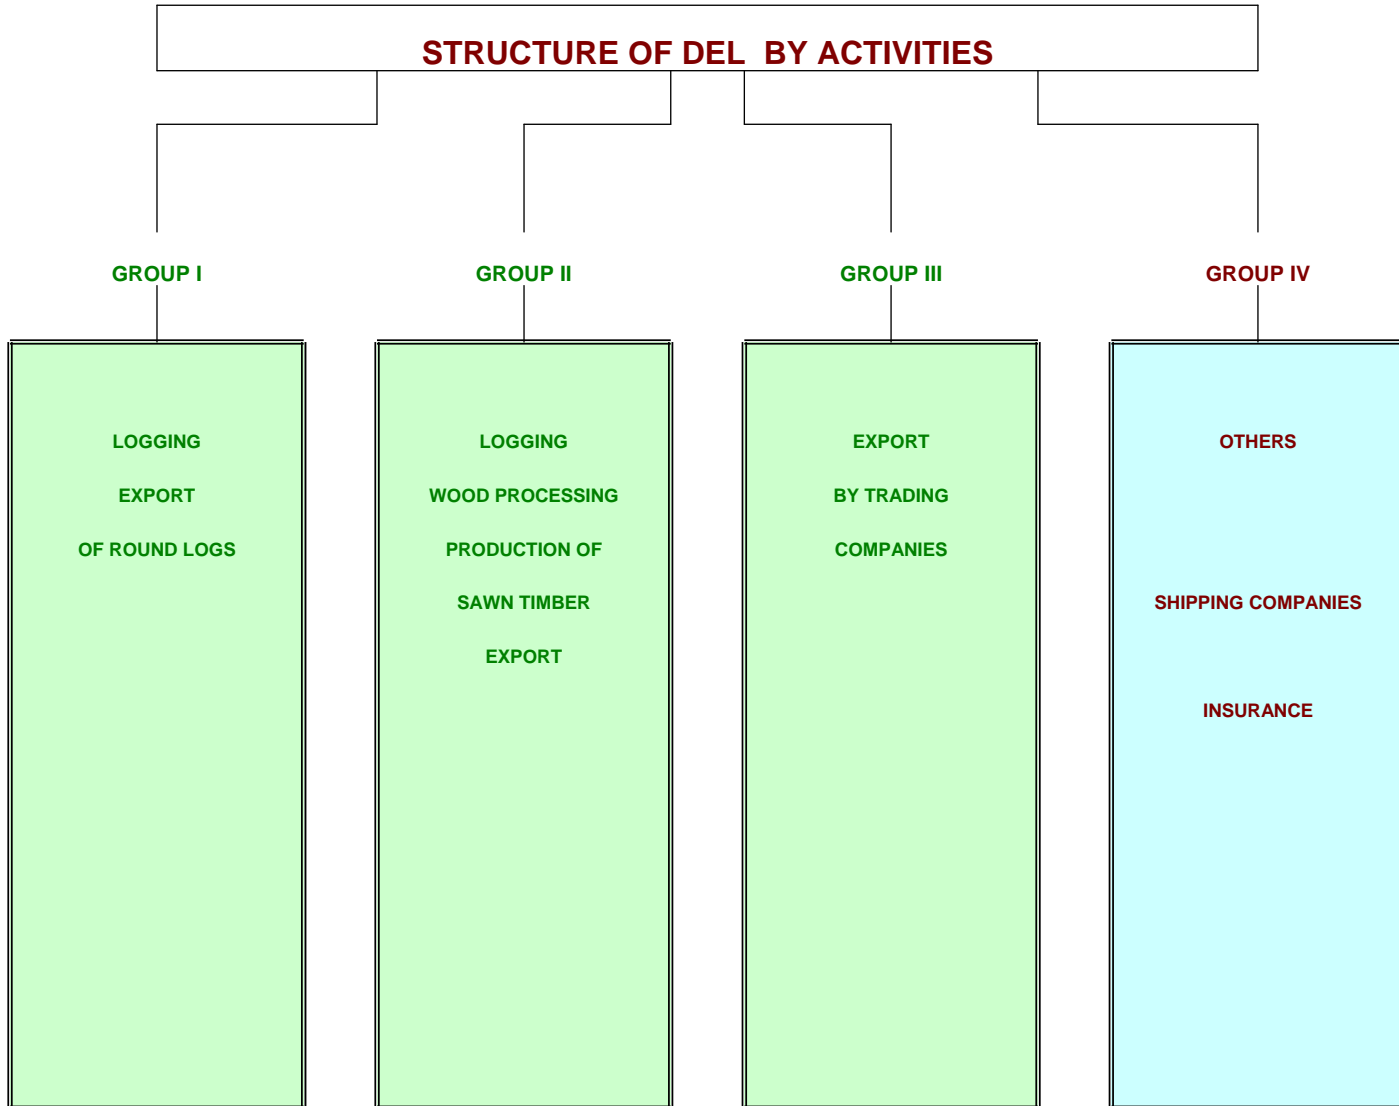 STRUCTURE OF DEL  BY ACTIVITIES
GROUP I
LOGGING
EXPORT
OF ROUND LOGS
GROUP II
LOGGING
WOOD PROCESSING
PRODUCTION OF
SAWN TIMBER
EXPORT
GROUP III
EXPORT
BY TRADING
COMPANIES
GROUP IV
OTHERS
SHIPPING COMPANIES
INSURANCE